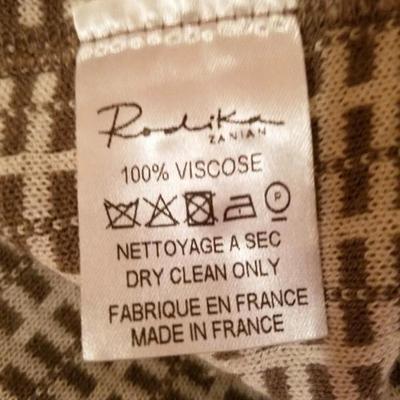 Rodika
ZANIAN
100% VISCOSE
P
NETTOYAGE A SEC
DRY CLEAN ONLY
FABRIQUE EN FRANCE
MADE IN FRANCE